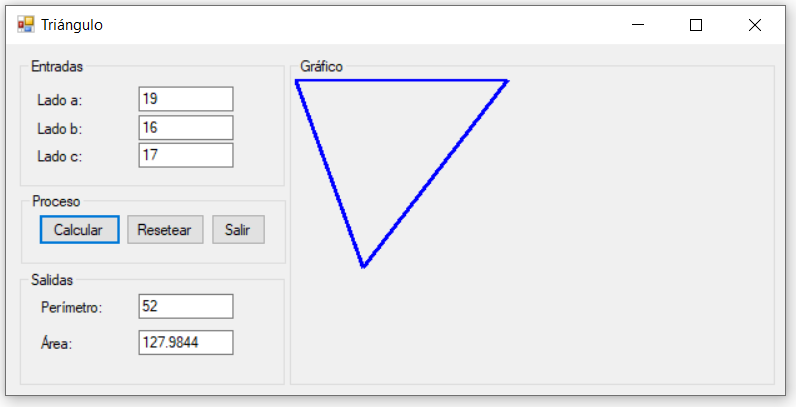 Triángulo
Entradas
Lado a: 19
Lado b: 16
Lado c: 17
Proceso
Calcular Resetear Salir
Salidas
Perímetro: 52
Área: 127.9844
Gráfico